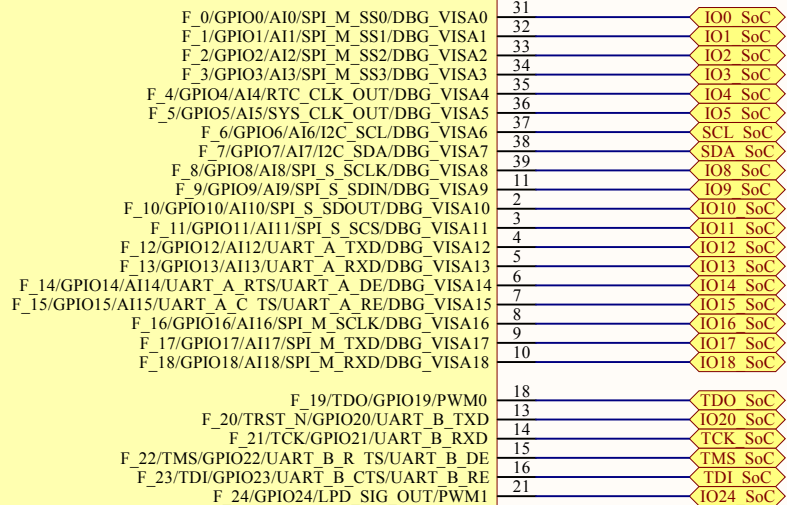 F_0/GPIO0/AI0/SPI_M_SS0/DBG_VISA0 31 IO0_SoC
F_1/GPIO1/AI1/SPI_M_SS1/DBG_VISA1 32 IO1_SoC
F_2/GPIO2/AI2/SPI_M_SS2/DBG_VISA2 33 IO2_SoC
F_3/GPIO3/AI3/SPI_M_SS3/DBG_VISA3 34 IO3_SoC
F_4/GPIO4/AI4/RTC_CLK_OUT/DBG_VISA4 35 IO4_SoC
F_5/GPIO5/AI5/SYS_CLK_OUT/DBG_VISA5 36 IO5_SoC
F_6/GPIO6/AI6/I2C_SCL/DBG_VISA6 37 SCL_SoC
F_7/GPIO7/AI7/I2C_SDA/DBG_VISA7 38 SDA_SoC
F_8/GPIO8/AI8/SPI_S_SCLK/DBG_VISA8 39 IO8_SoC
F_9/GPIO9/AI9/SPI_S_SDIN/DBG_VISA9 11 IO9_SoC
F_10/GPIO10/AI10/SPI_S_SDOUT/DBG_VISA10 2 IO10_SoC
F_11/GPIO11/AI11/SPI_S_SCS/DBG_VISA11 3 IO11_SoC
F_12/GPIO12/AI12/UART_A_TXD/DBG_VISA12 4 IO12_SoC
F_13/GPIO13/AI13/UART_A_RXD/DBG_VISA13 5 IO13_SoC
F_14/GPIO14/AI14/UART_A_RTS/UART_A_DE/DBG_VISA14 6 IO14_SoC
F_15/GPIO15/AI15/UART_A_C_TS/UART_A_RE/DBG_VISA15 7 IO15_SoC
F_16/GPIO16/AI16/SPI_M_SCLK/DBG_VISA16 8 IO16_SoC
F_17/GPIO17/AI17/SPI_M_TXD/DBG_VISA17 9 IO17_SoC
F_18/GPIO18/AI18/SPI_M_RXD/DBG_VISA18 10 IO18_SoC
F_19/TDO/GPIO19/PWM0 18 TDO_SoC
F_20/TRST_N/GPIO20/UART_B_TXD 13 IO20_SoC
F_21/TCK/GPIO21/UART_B_RXD 14 TCK_SoC
F_22/TMS/GPIO22/UART_B_R_TS/UART_B_DE 15 TMS_SoC
F_23/TDI/GPIO23/UART_B_CTS/UART_B_RE 16 TDI_SoC
F_24/GPIO24/LPD_SIG_OUT/PWM1 21 IO24_SoC